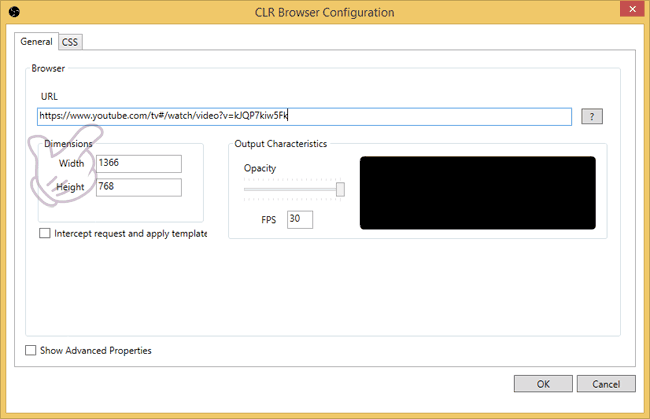 CLR Browser Configuration
General
CSS
Browser
URL
https://www.youtube.com/tv#/watch/video?v=kJQP7kiw5Fk
?
Dimensions
Width 1366
Height 768
Intercept request and apply template
Output Characteristics
Opacity
FPS 30
Show Advanced Properties
OK
Cancel